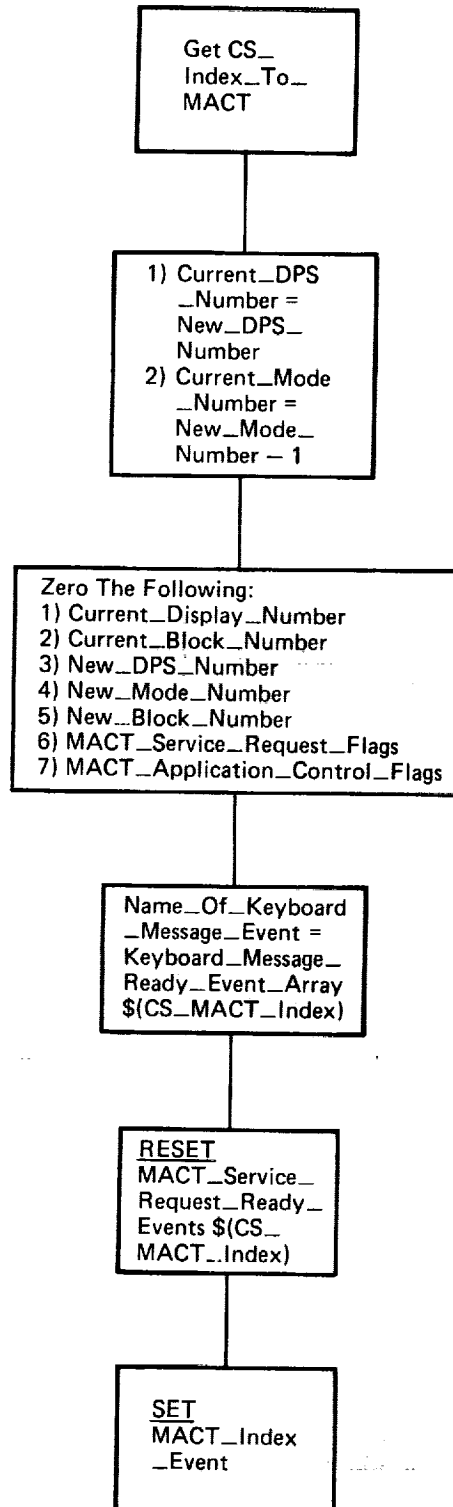 Get CS_
Index_To_
MACT
1) Current_DPS
_Number =
New_DPS_
Number
2) Current_Mode
_Number =
New_Mode_
Number – 1
Zero The Following:
1) Current_Display_Number
2) Current_Block_Number
3) New_DPS_Number
4) New_Mode_Number
5) New_Block_Number
6) MACT_Service_Request_Flags
7) MACT_Application_Control_Flags
Name_Of_Keyboard
_Message_Event =
Keyboard_Message_
Ready_Event_Array
$(CS_MACT_Index)
RESET
MACT_Service_
Request_Ready_
Events $(CS_
MACT_Index)
SET
MACT_Index
_Event